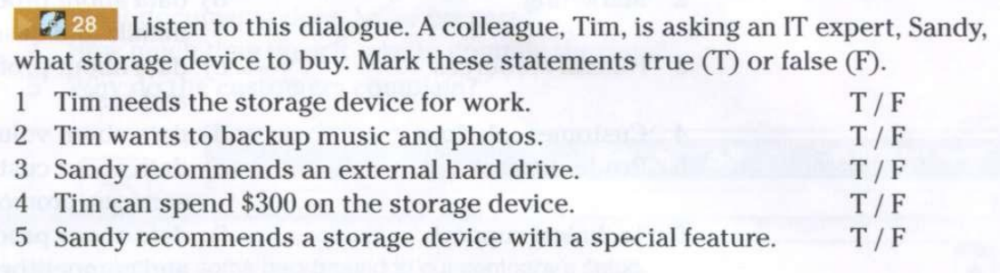 28 Listen to this dialogue. A colleague, Tim, is asking an IT expert, Sandy,
what storage device to buy. Mark these statements true (T) or false (F).
1 Tim needs the storage device for work. T / F
2 Tim wants to backup music and photos. T / F
3 Sandy recommends an external hard drive. T / F
4 Tim can spend $300 on the storage device. T / F
5 Sandy recommends a storage device with a special feature. T / F